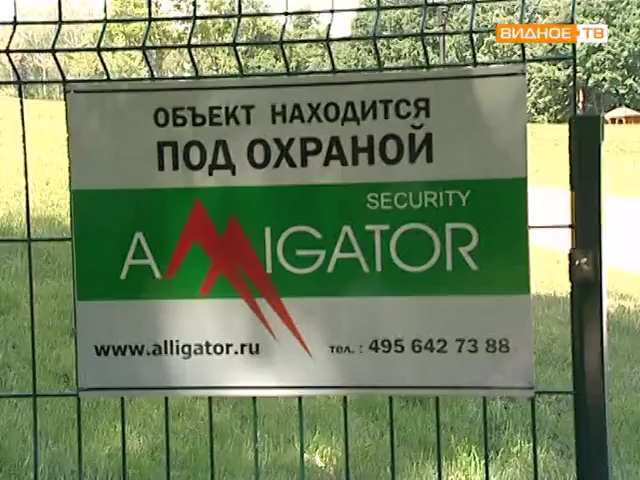 ВИДНОЕ ТВ
ОБЪЕКТ НАХОДИТСЯ
ПОД ОХРАНОЙ
SECURITY
ALLIGATOR
www.alligator.ru тел. : 495 642 73 88